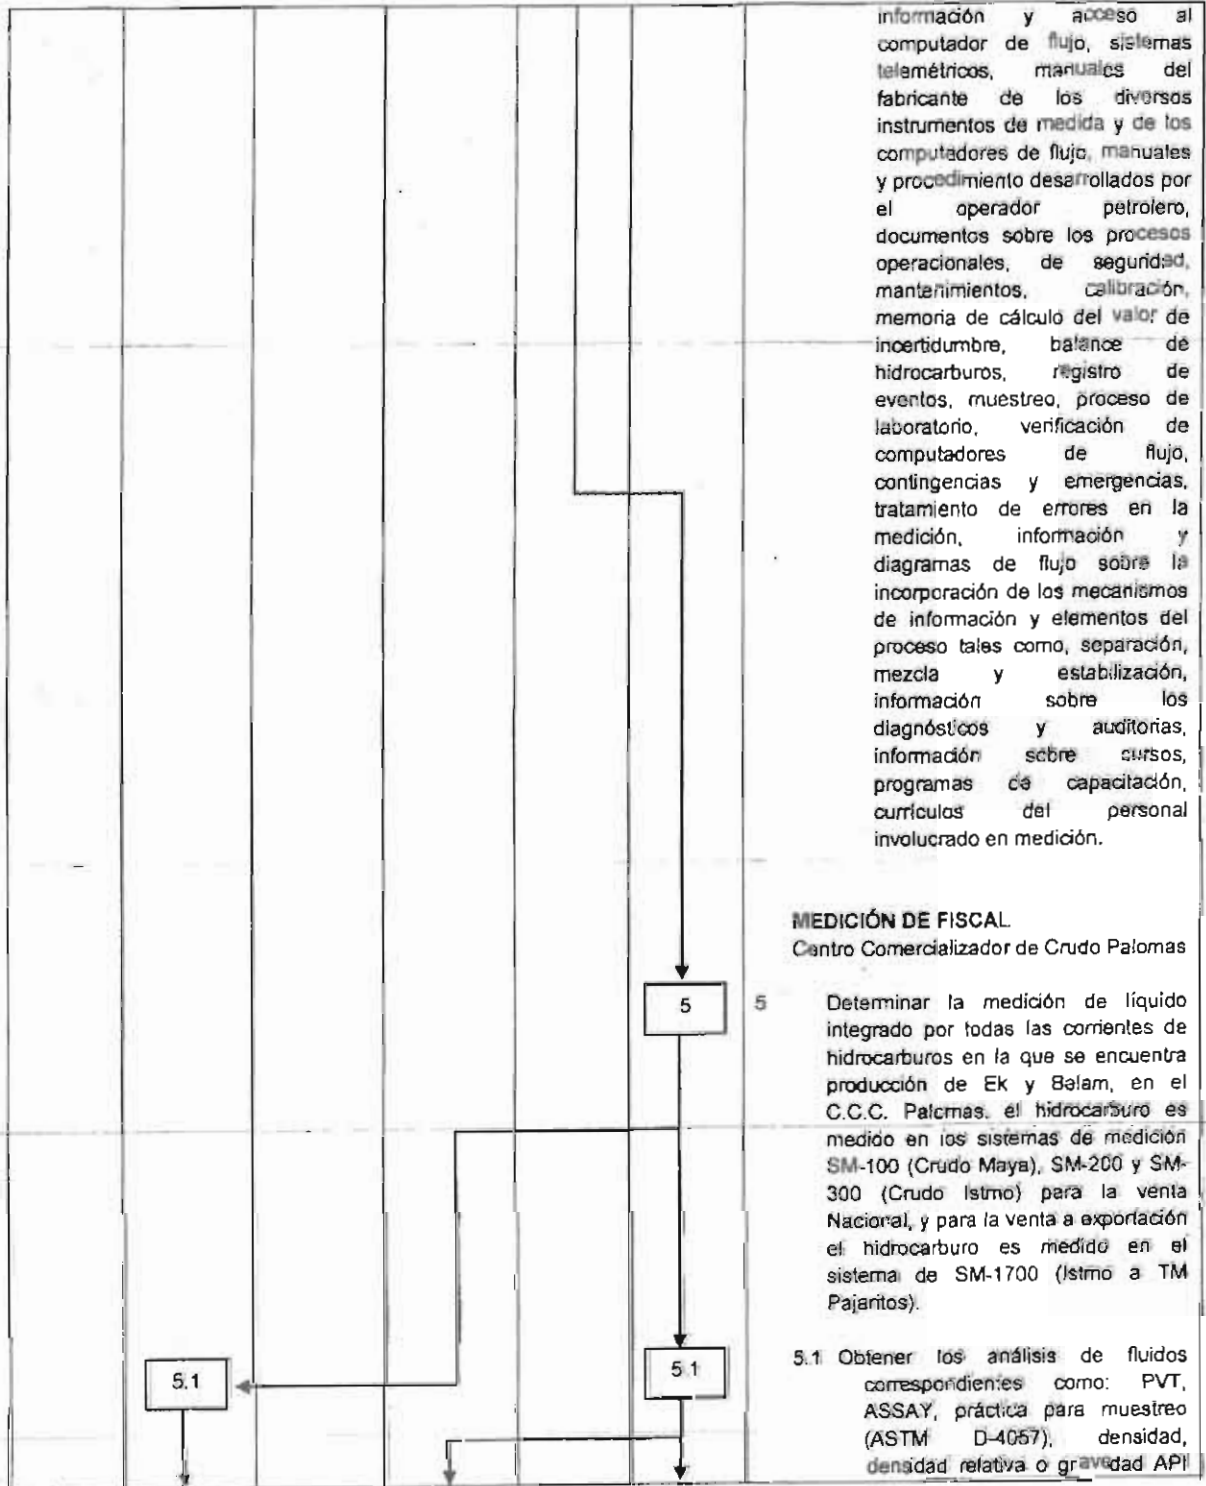 información y acceso al
computador de flujo, sistemas
telemétricos, manuales del
fabricante de los diversos
instrumentos de medida y de los
computadores de flujo, manuales
y procedimiento desarrollados por
el operador petrolero,
documentos sobre los procesos
operacionales, de seguridad,
mantenimientos, calibración,
memoria de cálculo del valor de
incertidumbre, balance de
hidrocarburos, registro de
eventos, muestreo, proceso de
laboratorio, verificación de
computadores de flujo,
contingencias y emergencias,
tratamiento de errores en la
medición, información y
diagramas de flujo sobre la
incorporación de los mecanismos
de información y elementos del
proceso tales como, separación,
mezcla y estabilización,
información sobre los
diagnósticos y auditorias,
información sobre cursos,
programas de capacitación,
currículos del personal
involucrado en medición.
MEDICIÓN DE FISCAL
Centro Comercializador de Crudo Palomas
5
5 Determinar la medición de líquido
integrado por todas las corrientes de
hidrocarburos en la que se encuentra
producción de Ek y Balam, en el
C.C.C. Palomas. el hidrocarburo es
medido en los sistemas de medición
SM-100 (Crudo Maya), SM-200 y SM-
300 (Crudo Istmo) para la venta
Nacional, y para la venta a exportación
el hidrocarburo es medido en el
sistema de SM-1700 (Istmo a TM
Pajaritos).
5.1
5.1
5.1 Obtener los análisis de fluidos
correspondientes como: PVT,
ASSAY, práctica para muestreo
(ASTM D-4057), densidad,
densidad relativa o gravedad API